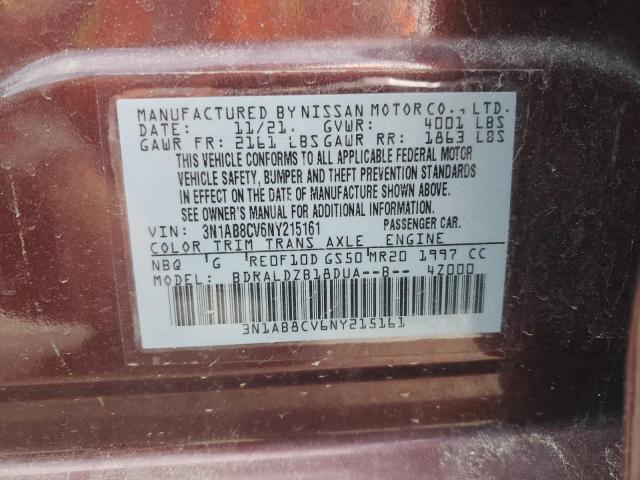 MANUFACTURED BY NISSAN MOTOR CO., LTD.
DATE: 11/21. GVWR: 4001 LBS
GAWR FR: 2161 LBS GAWR RR: 1863 LBS
THIS VEHICLE CONFORMS TO ALL APPLICABLE FEDERAL MOTOR
VEHICLE SAFETY, BUMPER AND THEFT PREVENTION STANDARDS
IN EFFECT ON THE DATE OF MANUFACTURE SHOWN ABOVE.
SEE OWNER'S MANUAL FOR ADDITIONAL INFORMATION.
VIN: 3N1AB8CV6NY215161 PASSENGER CAR.
COLOR TRIM TRANS AXLE ENGINE
NBQ G RE0F10D GS50 MR20 1997 CC
MODEL: BDRALDZB18DUA--B-- 4Z000
3N1AB8CV6NY215161